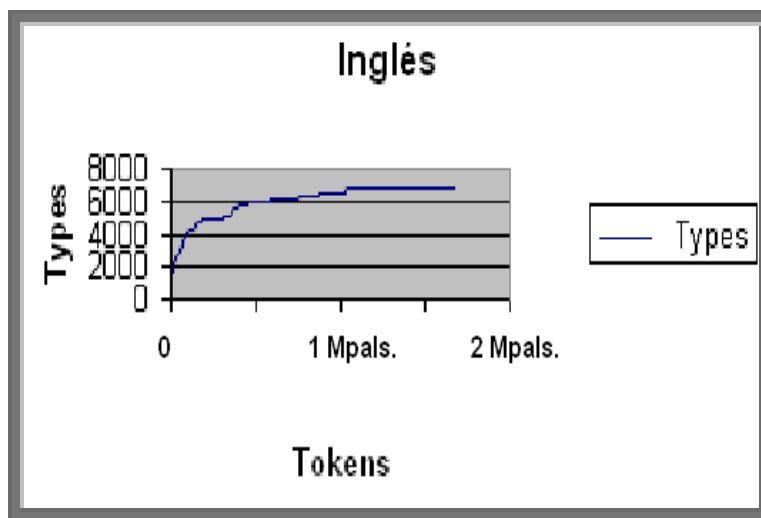 Inglés
Types
8000
6000
4000
2000
0
0 1 Mpals. 2 Mpals.
Tokens
Types